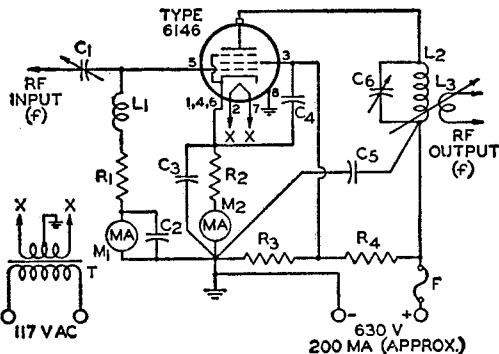 TYPE
6146
C1
RF
INPUT
(f)
L1
R1
MA
M1
C2
5
3
1,4,6
2
7
8
X X
C4
C3
R2
M2
MA
C5
C6
L2
L3
RF
OUTPUT
(f)
R3
R4
F
X X
T
117 VAC
-
+
630 V
200 MA (APPROX.)